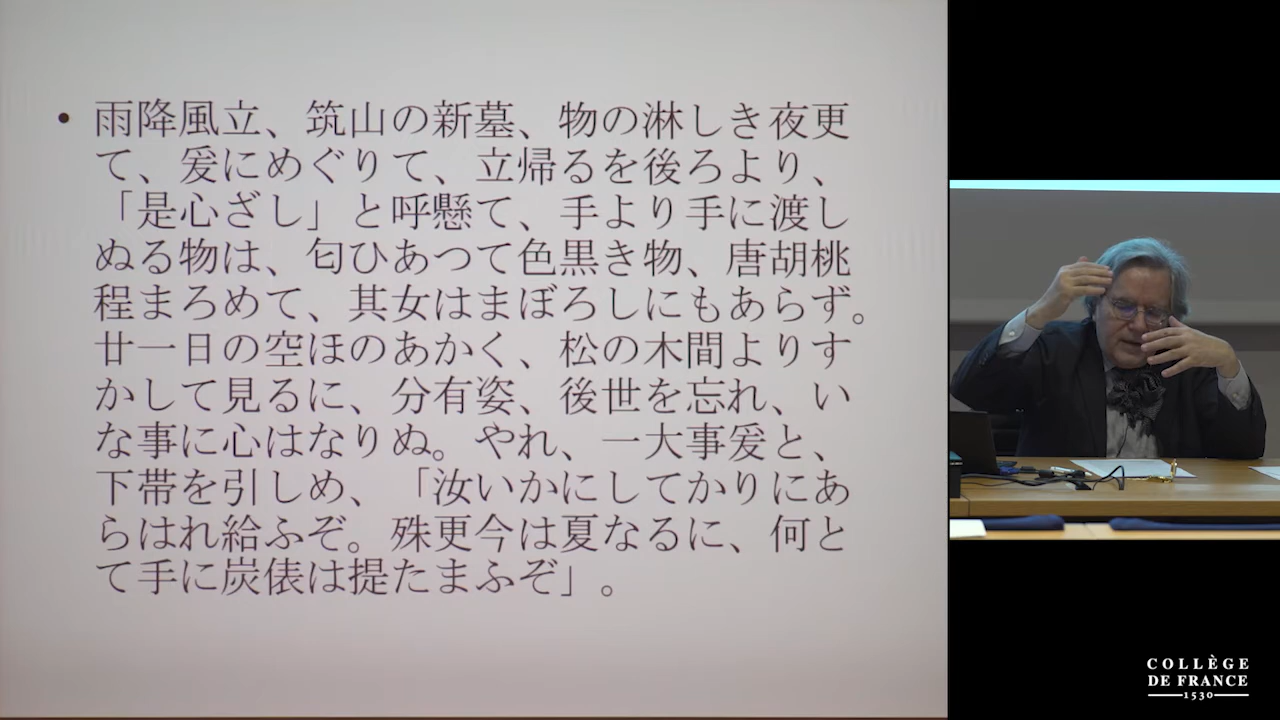 • 雨降風立、筑山の新墓、物の淋しき夜更
て、爰にめぐりて、立帰るを後ろより、
「是心ざし」と呼懸て、手より手に渡し
ぬる物は、匂ひあつて色黒き物、唐胡桃
程まろめて、其女はまぼろしにもあらず。
廿一日の空ほのあかく、松の木間よりす
かして見るに、分有姿、後世を忘れ、い
な事に心はなりぬ。やれ、一大事爰と、
下帯を引しめ、「汝いかにしてかりにあ
らはれ給ふぞ。殊更今は夏なるに、何と
て手に炭俵は提たまふぞ」。
COLLÈGE
DE FRANCE
1530